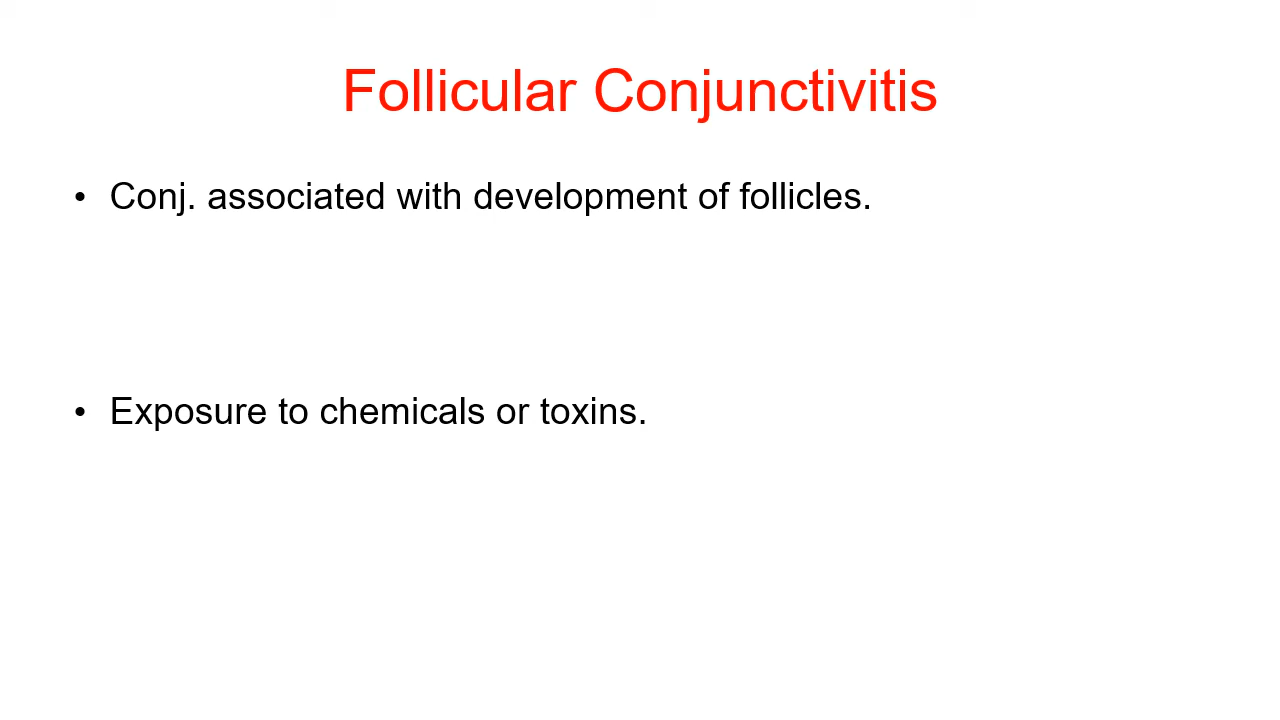 Follicular Conjunctivitis
• Conj. associated with development of follicles.
• Exposure to chemicals or toxins.